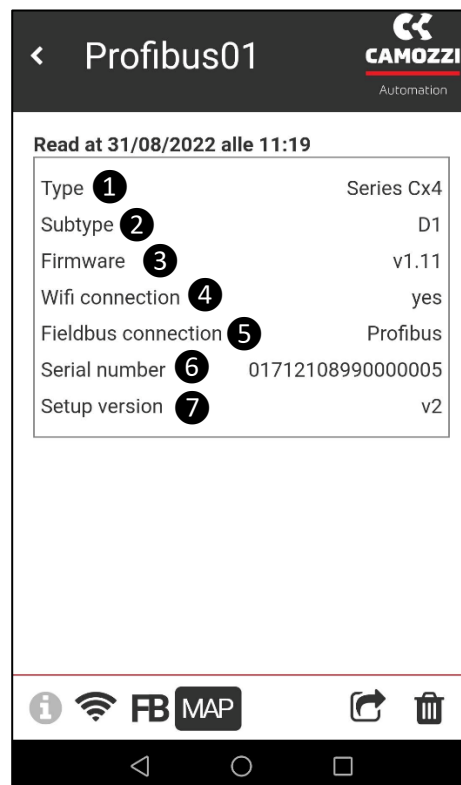 Profibus01
CAMOZZI
Automation
Read at 31/08/2022 alle 11:19
Type 1 Series Cx4
Subtype 2 D1
Firmware 3 v1.11
Wifi connection 4 yes
Fieldbus connection 5 Profibus
Serial number 6 01712108990000005
Setup version 7 v2
FB MAP